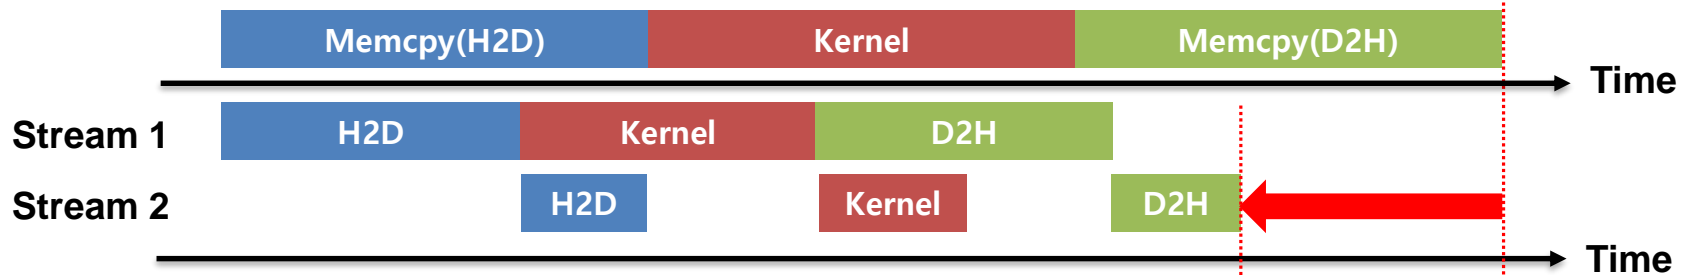 Memcpy(H2D) Kernel Memcpy(D2H)
Time
Stream 1 H2D Kernel D2H
Stream 2 H2D Kernel D2H
Time